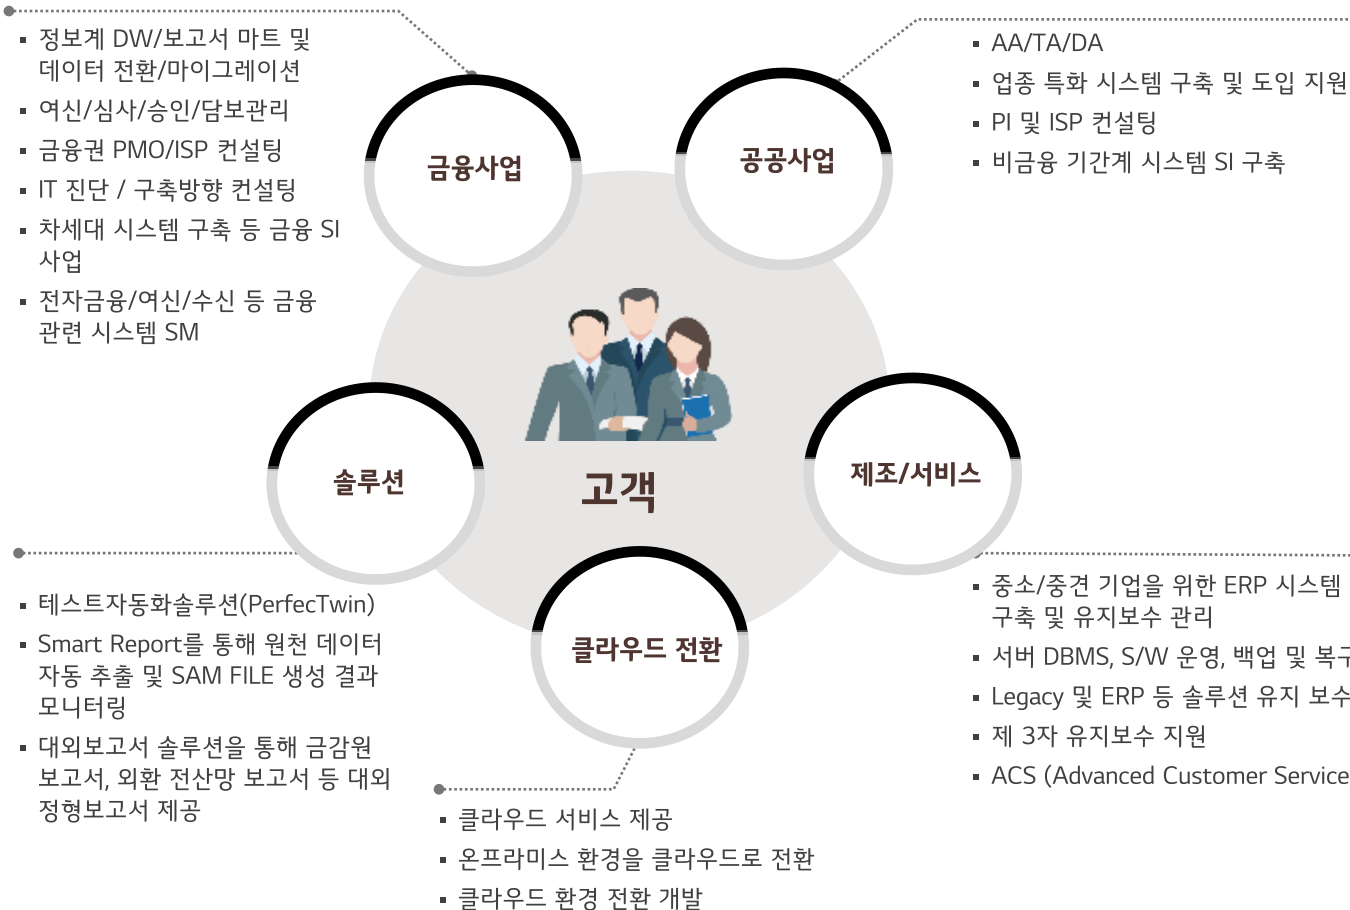 정보계 DW/보고서 마트 및
데이터 전환/마이그레이션
여신/심사/승인/담보관리
금융권 PMO/ISP 컨설팅
IT 진단 / 구축방향 컨설팅
차세대 시스템 구축 등 금융 SI
사업
전자금융/여신/수신 등 금융
관련 시스템 SM
금융사업
공공사업
AA/TA/DA
업종 특화 시스템 구축 및 도입 지원
PI 및 ISP 컨설팅
비금융 기간계 시스템 SI 구축
솔루션
고객
제조/서비스
클라우드 전환
테스트자동화솔루션(PerfecTwin)
Smart Report를 통해 원천 데이터
자동 추출 및 SAM FILE 생성 결과
모니터링
대외보고서 솔루션을 통해 금감원
보고서, 외환 전산망 보고서 등 대외
정형보고서 제공
클라우드 서비스 제공
온프라미스 환경을 클라우드로 전환
클라우드 환경 전환 개발
중소/중견 기업을 위한 ERP 시스템
구축 및 유지보수 관리
서버 DBMS, S/W 운영, 백업 및 복구
Legacy 및 ERP 등 솔루션 유지 보수
제 3자 유지보수 지원
ACS (Advanced Customer Service